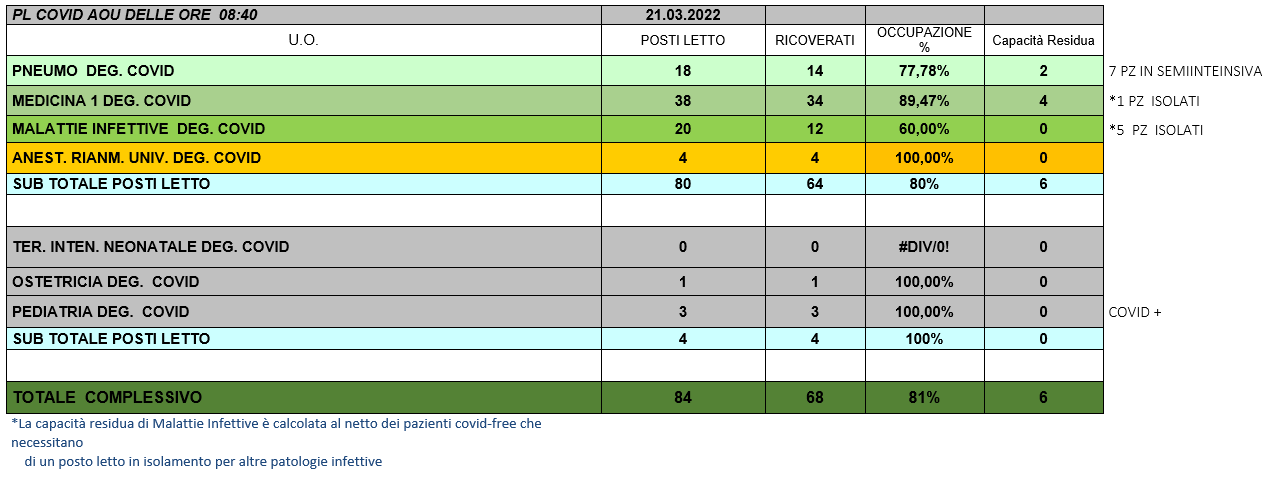 PL COVID AOU DELLE ORE 08:40 21.03.2022
U.O. POSTI LETTO RICOVERATI OCCUPAZIONE % Capacità Residua
PNEUMO DEG. COVID 18 14 77,78% 2 7 PZ IN SEMIINTEINSIVA
MEDICINA 1 DEG. COVID 38 34 89,47% 4 *1 PZ ISOLATI
MALATTIE INFETTIVE DEG. COVID 20 12 60,00% 0 *5 PZ ISOLATI
ANEST. RIANM. UNIV. DEG. COVID 4 4 100,00% 0
SUB TOTALE POSTI LETTO 80 64 80% 6
TER. INTEN. NEONATALE DEG. COVID 0 0 #DIV/0! 0
OSTETRICIA DEG. COVID 1 1 100,00% 0
PEDIATRIA DEG. COVID 3 3 100,00% 0 COVID +
SUB TOTALE POSTI LETTO 4 4 100% 0
TOTALE COMPLESSIVO 84 68 81% 6
*La capacità residua di Malattie Infettive è calcolata al netto dei pazienti covid-free che
necessitano
di un posto letto in isolamento per altre patologie infettive